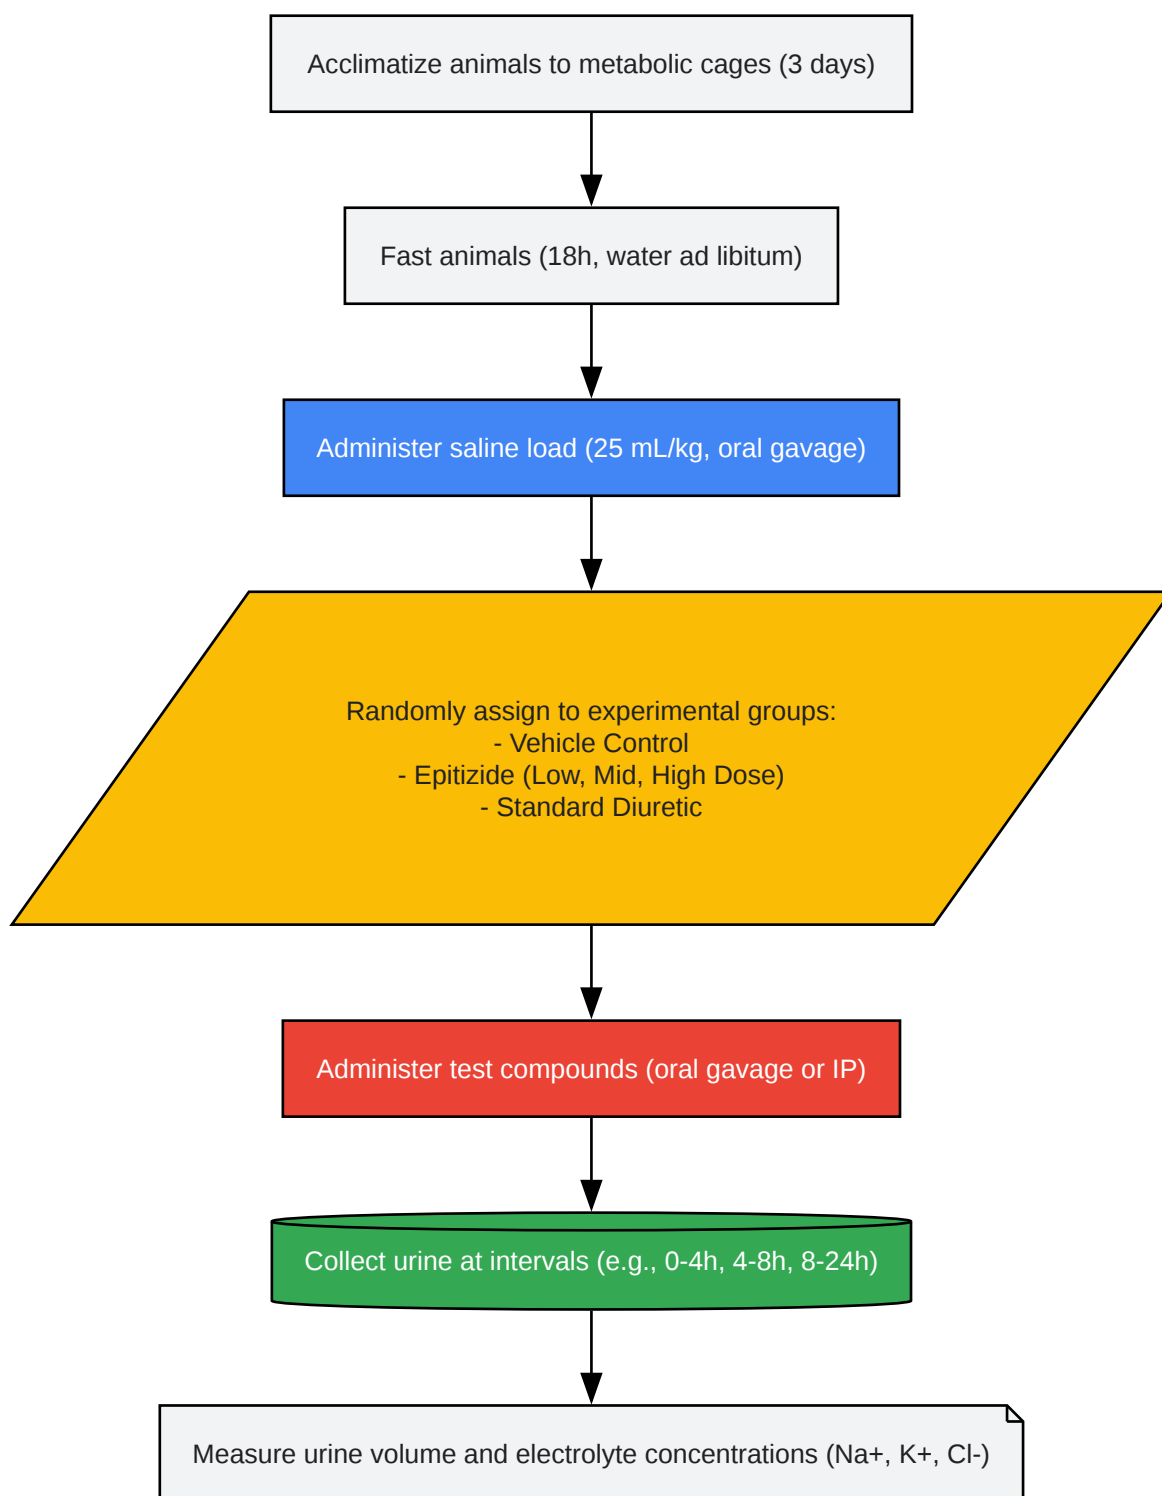 Acclimatize animals to metabolic cages (3 days)
Fast animals (18h, water ad libitum)
Administer saline load (25 mL/kg, oral gavage)
Randomly assign to experimental groups:
- Vehicle Control
- Epitizide (Low, Mid, High Dose)
- Standard Diuretic
Administer test compounds (oral gavage or IP)
Collect urine at intervals (e.g., 0-4h, 4-8h, 8-24h)
Measure urine volume and electrolyte concentrations (Na+, K+, Cl-)